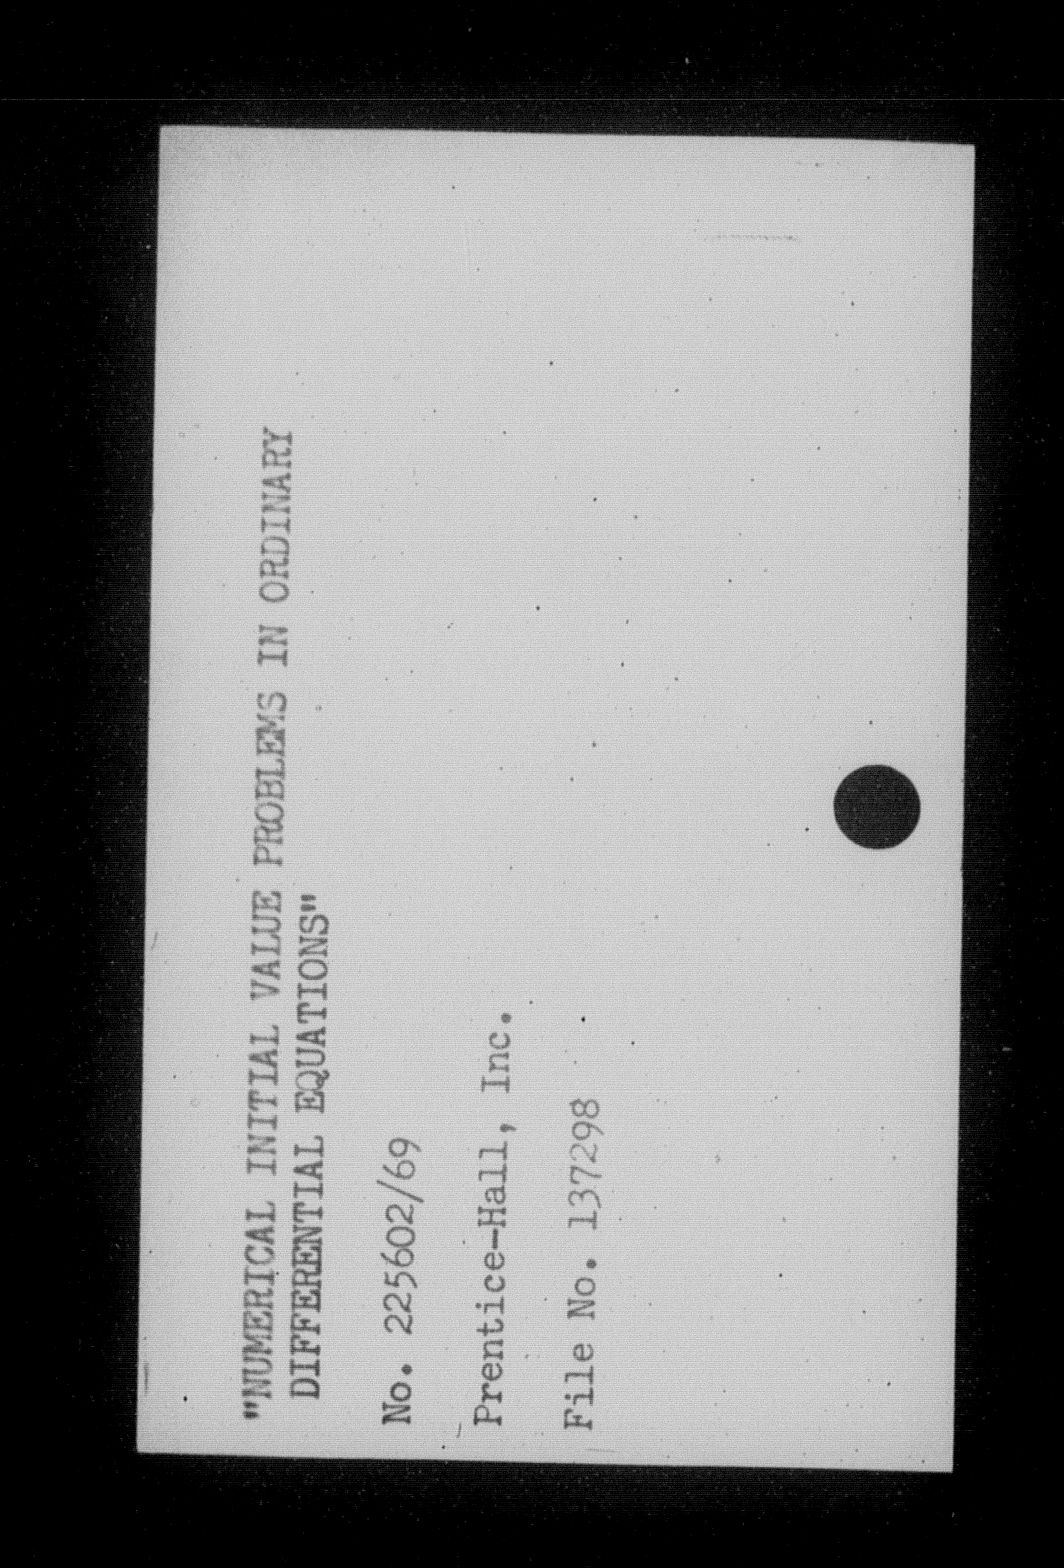 "NUMERICAL INITIAL VALUE PROBLEMS IN ORDINARY
DIFFERENTIAL EQUATIONS"
No. 225602/69
Prentice-Hall, Inc.
File No. 137298